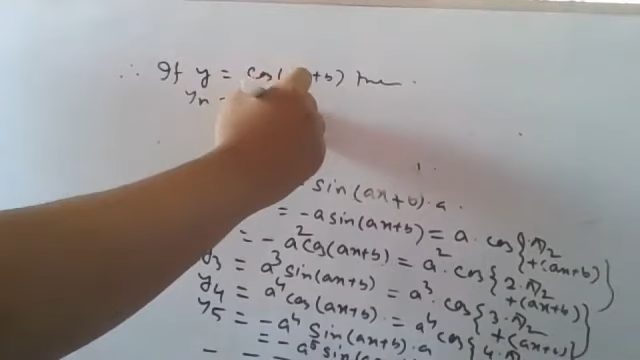 ∴ If y = cos( +b) then
yn =
- sin(ax+b)·a.
= -a sin(ax+b) = a. cos{π/2 +(ax+b)}
= -a² cos(ax+b) = a². cos{2.π/2 +(ax+b)}
y3 = a³ sin(ax+b) = a³. cos{3.π/2 +(ax+b)}
y4 = a⁴ cos(ax+b) = a⁴ cos{4.π/2
y5 = -a⁴ sin(ax+b).a
= -a⁵ sin(